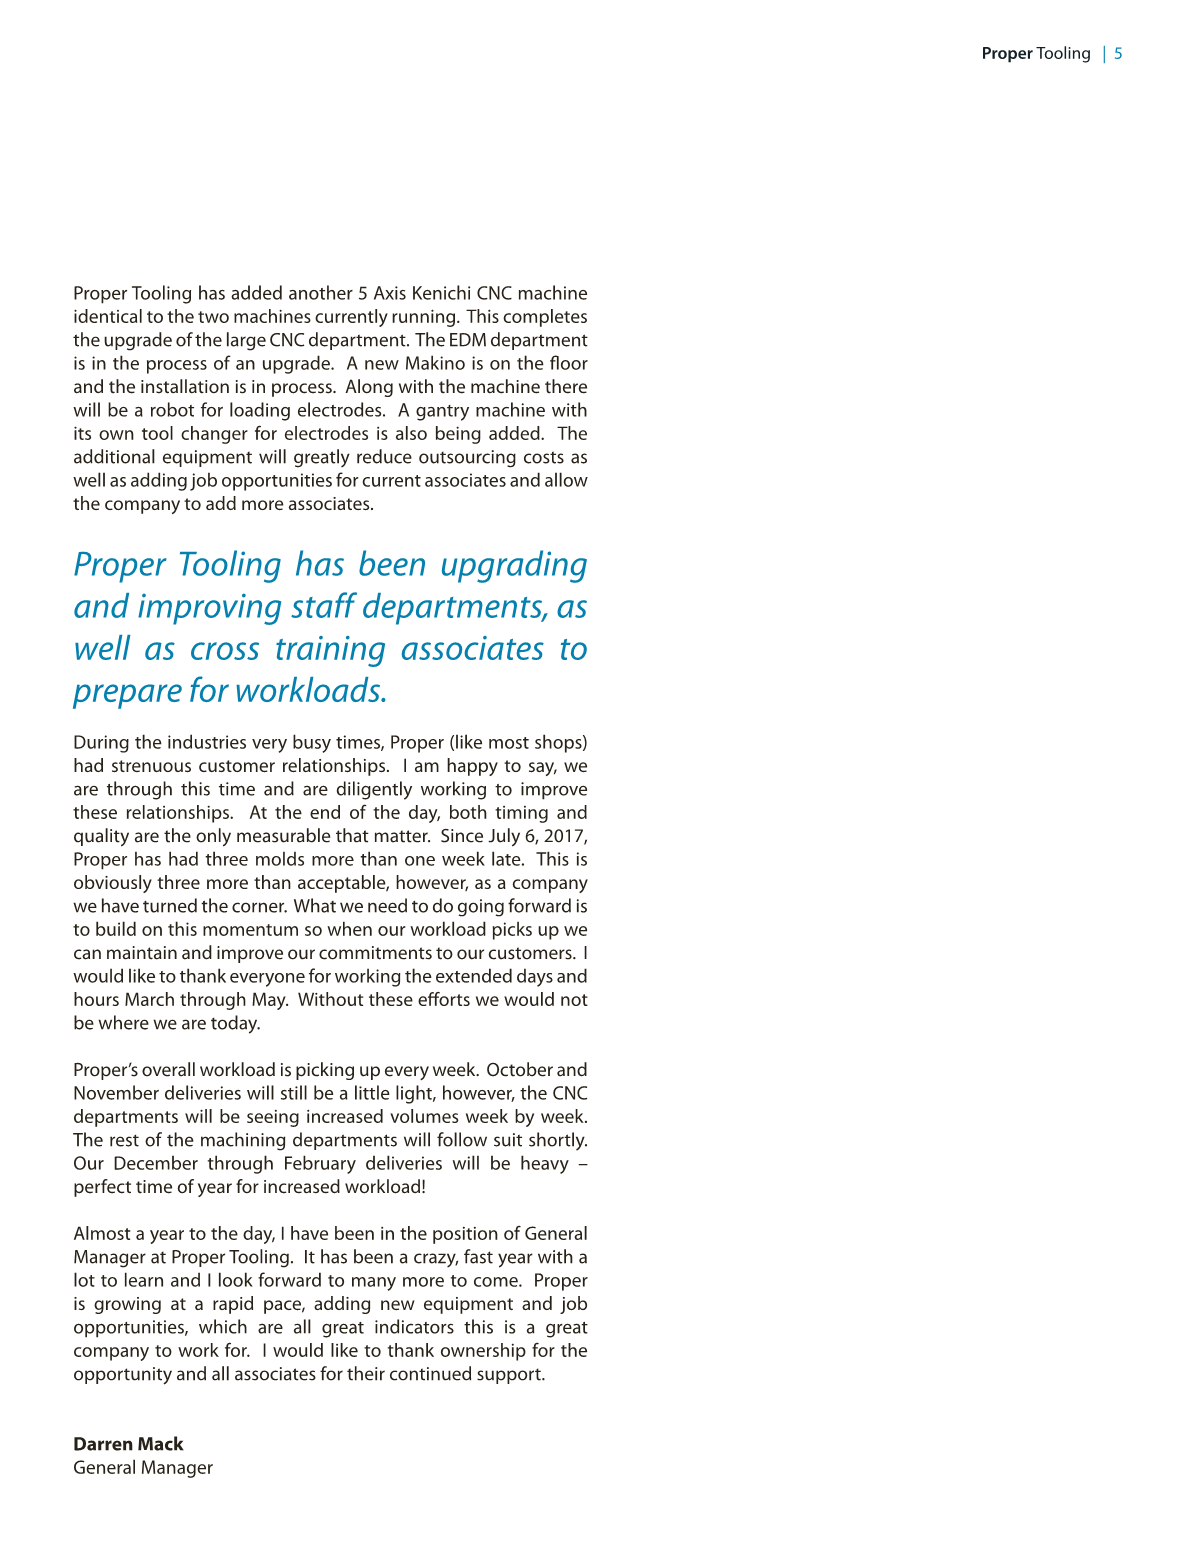 Proper Tooling | 5
Proper Tooling has added another 5 Axis Kenichi CNC machine
identical to the two machines currently running. This completes
the upgrade of the large CNC department. The EDM department
is in the process of an upgrade. A new Makino is on the floor
and the installation is in process. Along with the machine there
will be a robot for loading electrodes. A gantry machine with
its own tool changer for electrodes is also being added. The
additional equipment will greatly reduce outsourcing costs as
well as adding job opportunities for current associates and allow
the company to add more associates.
Proper Tooling has been upgrading
and improving staff departments, as
well as cross training associates to
prepare for workloads.
During the industries very busy times, Proper (like most shops)
had strenuous customer relationships. I am happy to say, we
are through this time and are diligently working to improve
these relationships. At the end of the day, both timing and
quality are the only measurable that matter. Since July 6, 2017,
Proper has had three molds more than one week late. This is
obviously three more than acceptable, however, as a company
we have turned the corner. What we need to do going forward is
to build on this momentum so when our workload picks up we
can maintain and improve our commitments to our customers. I
would like to thank everyone for working the extended days and
hours March through May. Without these efforts we would not
be where we are today.
Proper’s overall workload is picking up every week. October and
November deliveries will still be a little light, however, the CNC
departments will be seeing increased volumes week by week.
The rest of the machining departments will follow suit shortly.
Our December through February deliveries will be heavy –
perfect time of year for increased workload!
Almost a year to the day, I have been in the position of General
Manager at Proper Tooling. It has been a crazy, fast year with a
lot to learn and I look forward to many more to come. Proper
is growing at a rapid pace, adding new equipment and job
opportunities, which are all great indicators this is a great
company to work for. I would like to thank ownership for the
opportunity and all associates for their continued support.
Darren Mack
General Manager